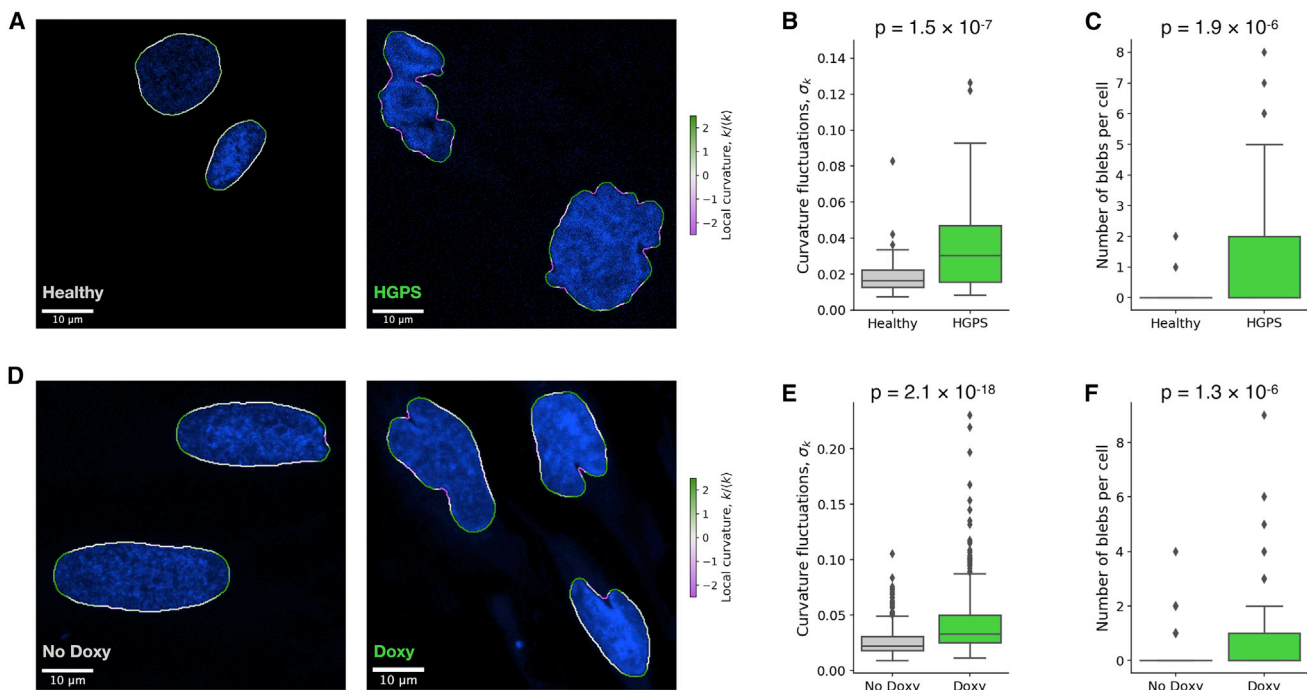 A
Healthy
10 μm
HGPS
10 μm
2
1
0
−1
−2
Local curvature, k/⟨k⟩
B
p = 1.5 × 10-7
0.14
0.12
0.10
0.08
0.06
0.04
0.02
0.00
Curvature fluctuations, σk
Healthy HGPS
C
p = 1.9 × 10-6
8
7
6
5
4
3
2
1
0
Number of blebs per cell
Healthy HGPS
D
No Doxy
10 μm
Doxy
10 μm
2
1
0
−1
−2
Local curvature, k/⟨k⟩
E
p = 2.1 × 10-18
0.20
0.15
0.10
0.05
0.00
Curvature fluctuations, σk
No Doxy Doxy
F
p = 1.3 × 10-6
8
6
4
2
0
Number of blebs per cell
No Doxy Doxy